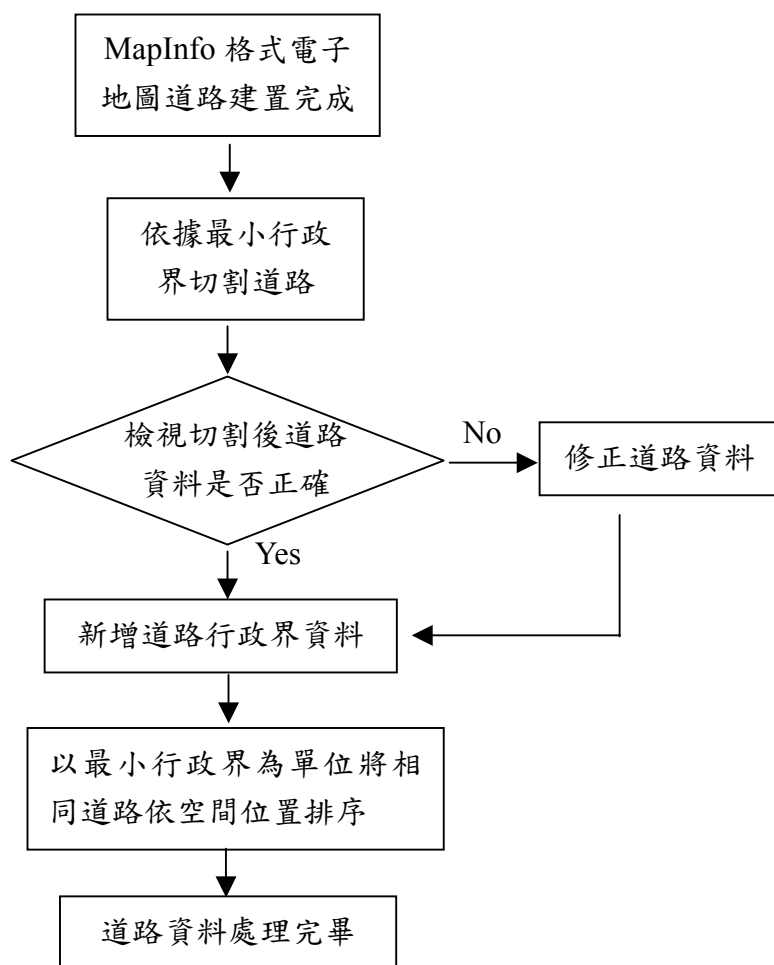 MapInfo 格式電子
地圖道路建置完成
依據最小行政
界切割道路
檢視切割後道路
資料是否正確
No
修正道路資料
Yes
新增道路行政界資料
以最小行政界為單位將相
同道路依空間位置排序
道路資料處理完畢